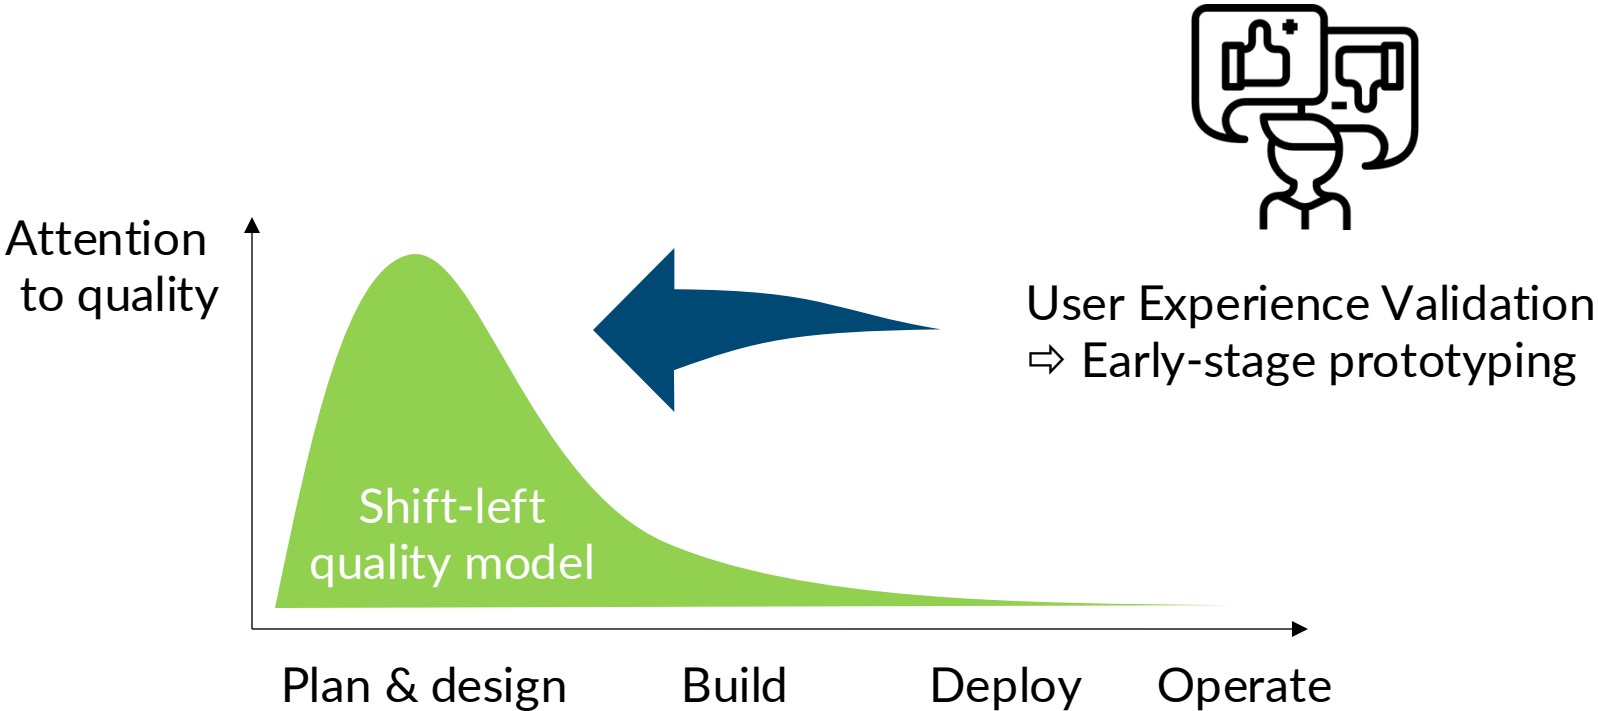 Attention
to quality
User Experience Validation
⇨ Early-stage prototyping
Shift-left
quality model
Plan & design
Build
Deploy
Operate